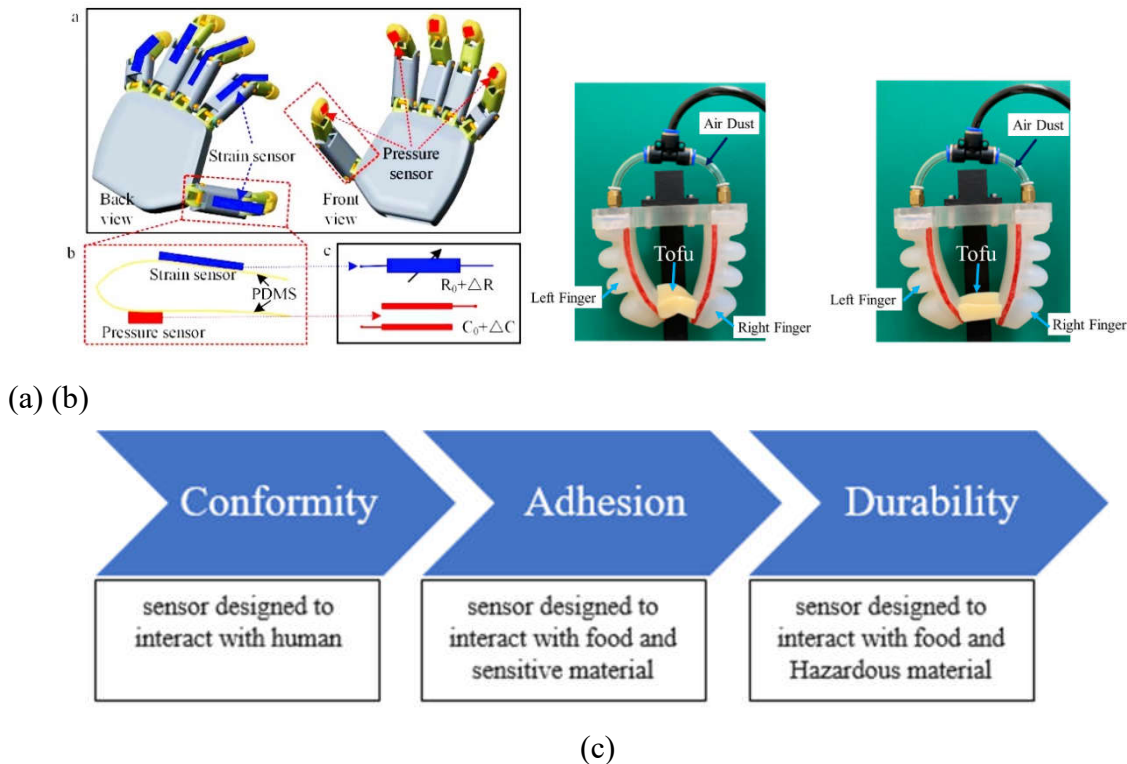 a
Strain sensor
Back
view
Front
view
Pressure
sensor
b
Strain sensor
PDMS
Pressure sensor
c
R₀+△R
C₀+△C
Air Dust
Tofu
Left Finger
Right Finger
Air Dust
Tofu
Left Finger
Right Finger
(a) (b)
Conformity
Adhesion
Durability
sensor designed to
interact with human
sensor designed to
interact with food and
sensitive material
sensor designed to
interact with food and
Hazardous material
(c)